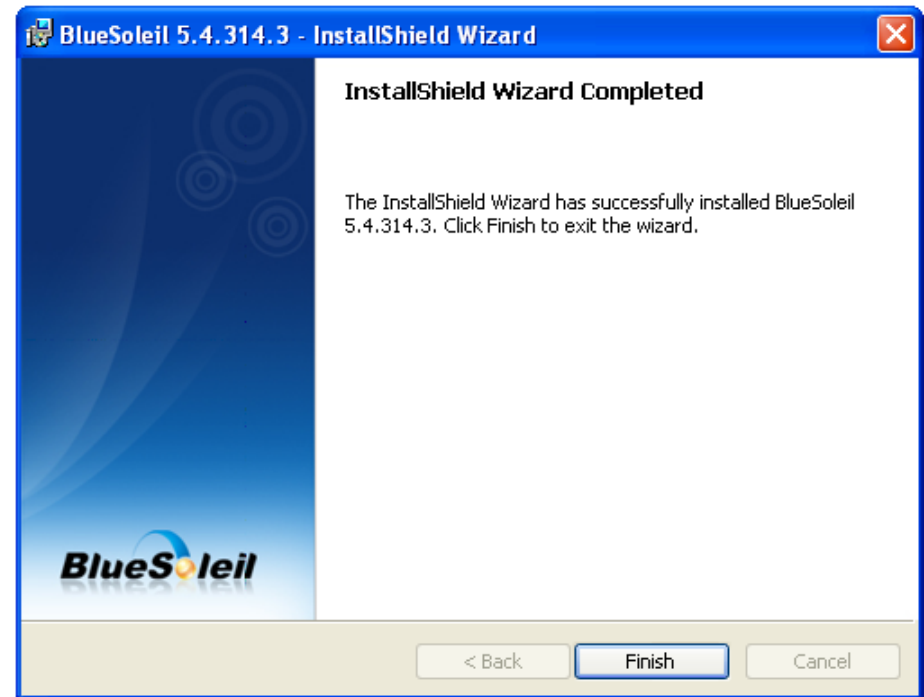 BlueSoleil 5.4.314.3 - InstallShield Wizard
InstallShield Wizard Completed
The InstallShield Wizard has successfully installed BlueSoleil
5.4.314.3. Click Finish to exit the wizard.
BlueSoleil
< Back
Finish
Cancel